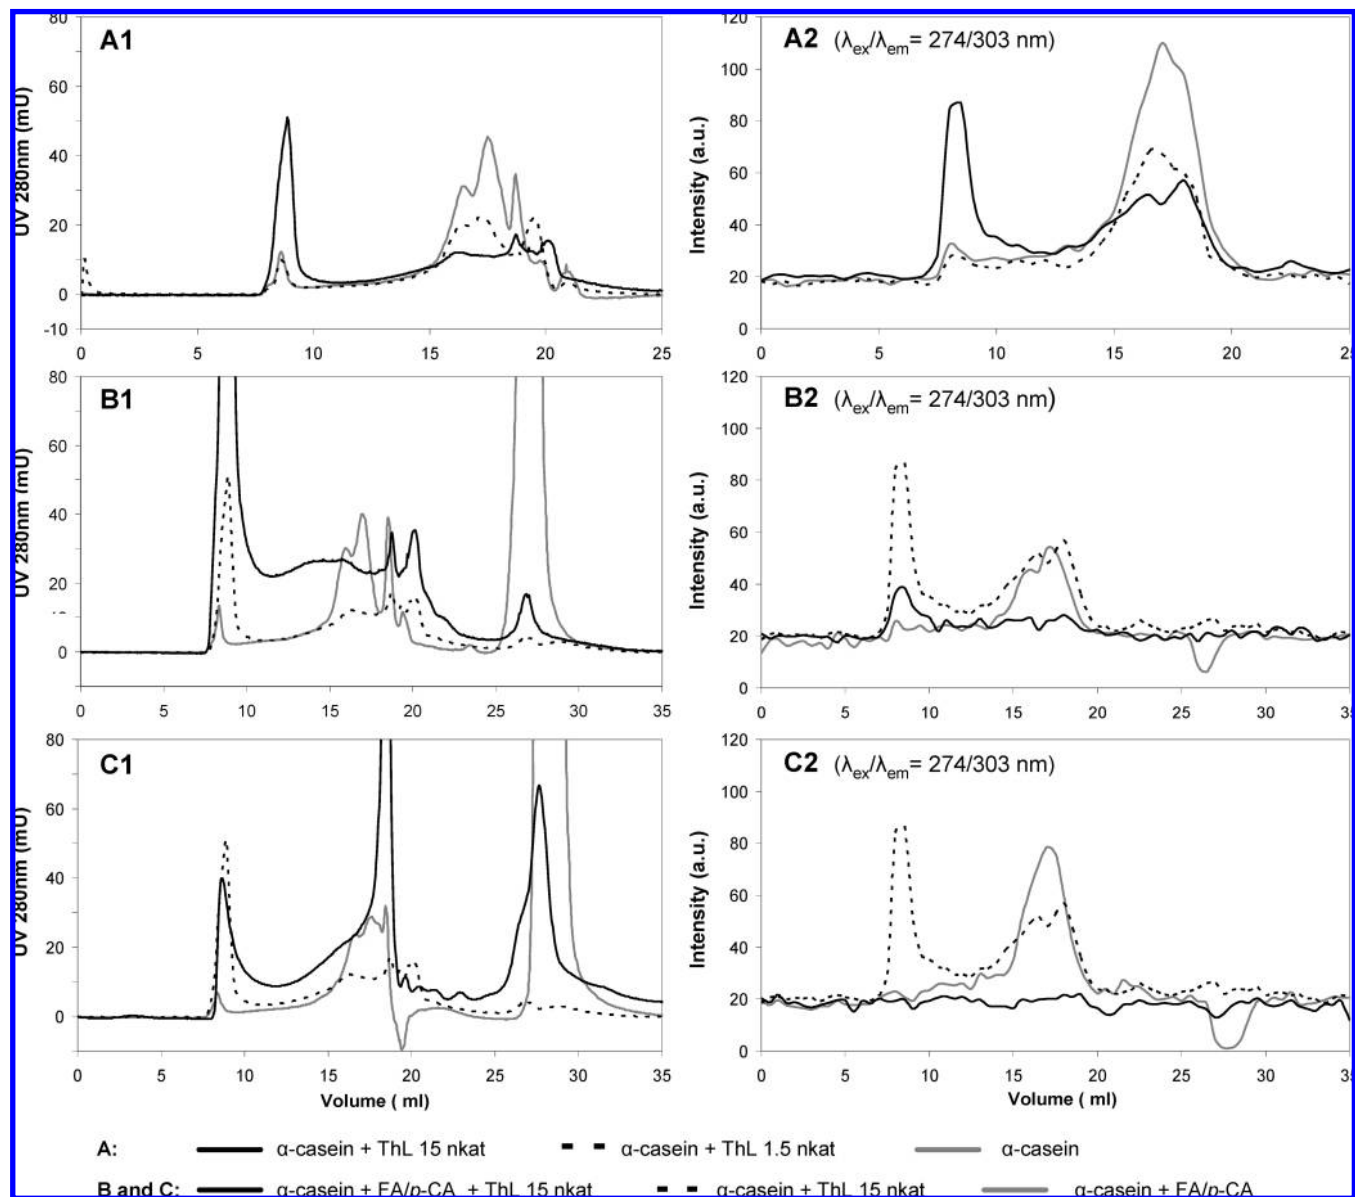 A1
UV 280nm (mU)
80
60
40
20
0
-10
0 5 10 15 20 25
A2 (λex/λem= 274/303 nm)
Intensity (a.u.)
120
100
80
60
40
20
0
0 5 10 15 20 25
B1
UV 280nm (mU)
80
60
40
20
0
0 5 10 15 20 25 30 35
B2 (λex/λem= 274/303 nm)
Intensity (a.u.)
120
100
80
60
40
20
0
0 5 10 15 20 25 30 35
C1
UV 280nm (mU)
80
60
40
20
0
0 5 10 15 20 25 30 35
Volume ( ml)
C2 (λex/λem= 274/303 nm)
Intensity (a.u.)
120
100
80
60
40
20
0
0 5 10 15 20 25 30 35
Volume ( ml)
A: α-casein + ThL 15 nkat α-casein + ThL 1.5 nkat α-casein
B and C: α-casein + FA/p-CA + ThL 15 nkat α-casein + ThL 15 nkat α-casein + FA/p-CA